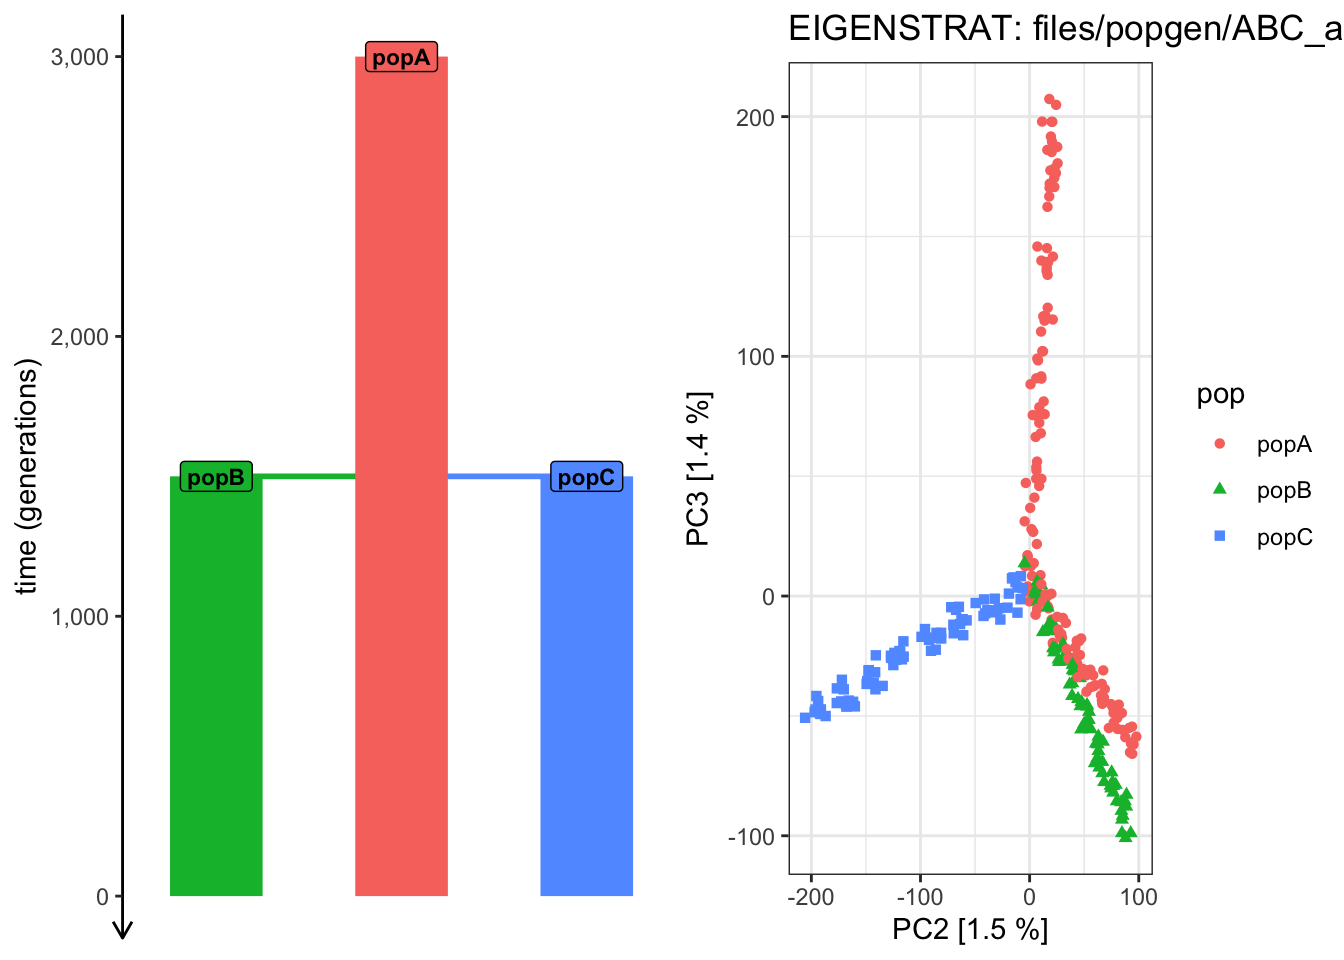 time (generations)
3,000
2,000
1,000
0
popA
popB
popC
EIGENSTRAT: files/popgen/ABC_a
PC3 [1.4 %]
200
100
0
-100
-200
-100
0
100
PC2 [1.5 %]
pop
popA
popB
popC